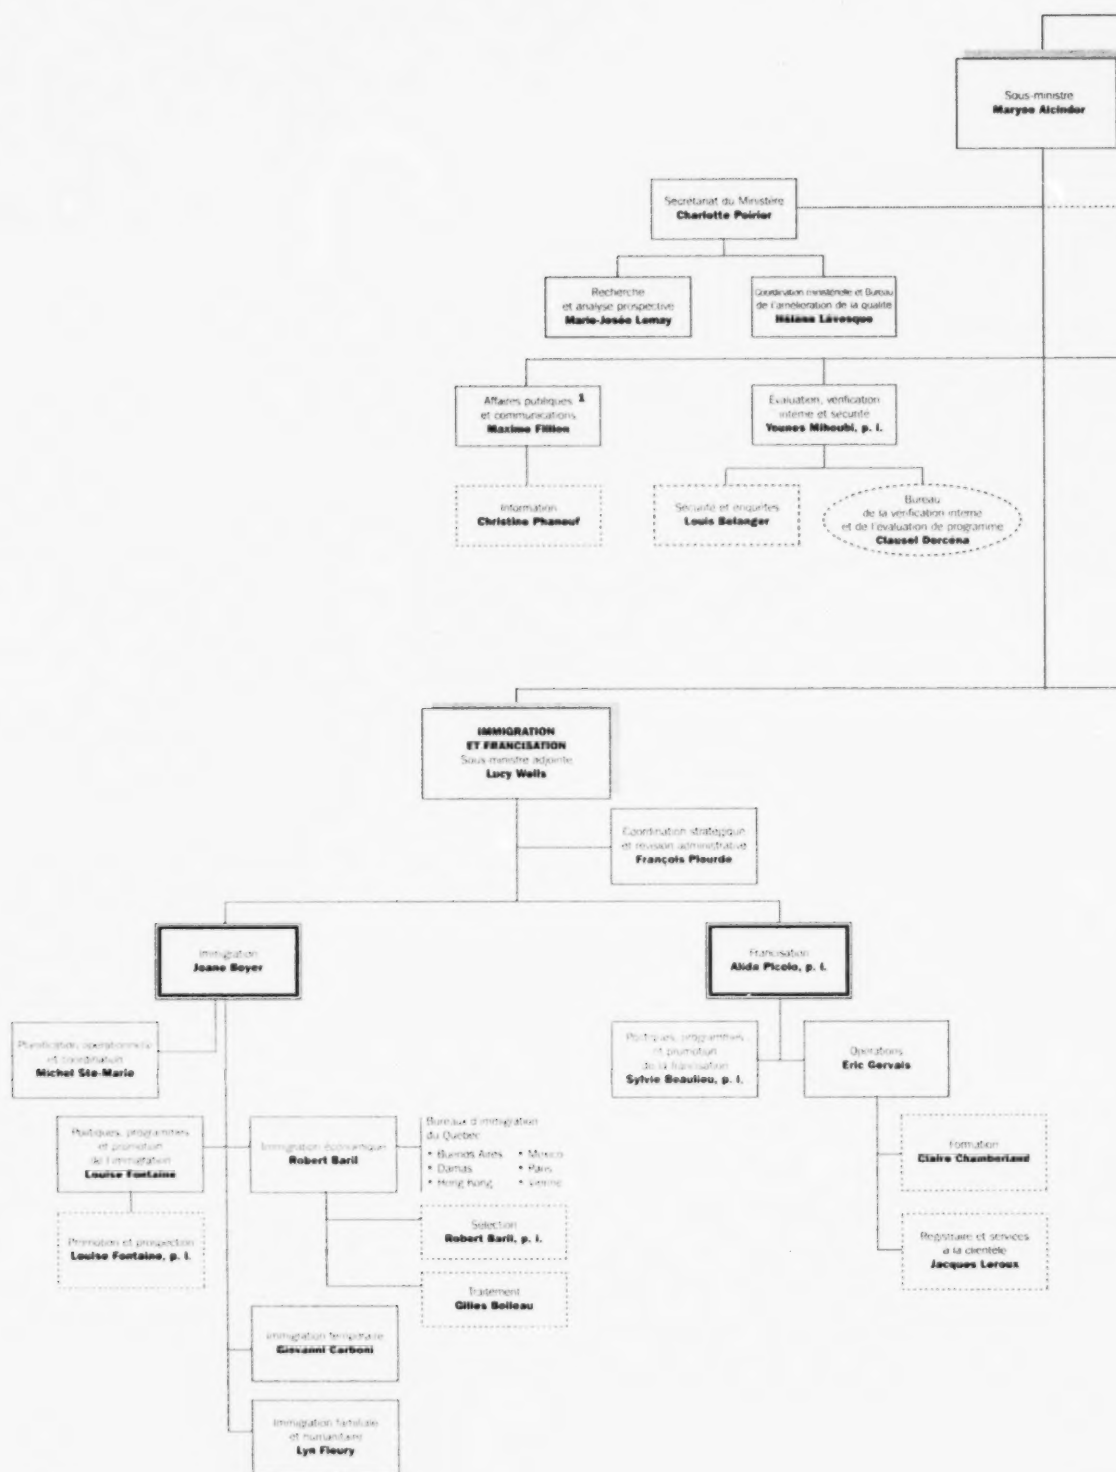 Sous-ministre
Maryse Alcindor
Secrétariat du Ministère
Charlotte Poirier
Recherche
et analyse prospective
Marie-Josée Lemay
Coordination ministérielle et Bureau
de l'amélioration de la qualité
Hélène Lévesque
Affaires publiques 1
et communications
Maxime Fillion
Évaluation, vérification
interne et sécurité
Younes Mihoubi, p. i.
Information
Christine Phaneuf
Sécurité et enquêtes
Louis Bélanger
Bureau
de la vérification interne
et de l'évaluation de programme
Clausel Dorcena
IMMIGRATION
ET FRANCISATION
Sous-ministre adjointe
Lucy Wells
Coordination stratégique
et révision administrative
François Plourde
Immigration
Joane Boyer
Francisation
Alida Piccolo, p. i.
Planification opérationnelle
et coordination
Michel Ste-Marie
Politiques, programmes
et promotion
de la francisation
Sylvie Beaulieu, p. i.
Opérations
Eric Gervais
Politiques, programmes
et promotion
de l'immigration
Louise Fontaine
Immigration économique
Robert Baril
Bureaux d'immigration
du Québec
• Buenos Aires
• Damas
• Hong Kong
• Mexico
• Paris
• Vienne
Formation
Claire Chamberland
Promotion et prospection
Louise Fontaine, p. i.
Sélection
Robert Baril, p. i.
Registraire et services
à la clientèle
Jacques Leroux
Traitement
Gilles Boileau
Immigration temporaire
Giovanni Carboni
Immigration familiale
et humanitaire
Lyn Fleury